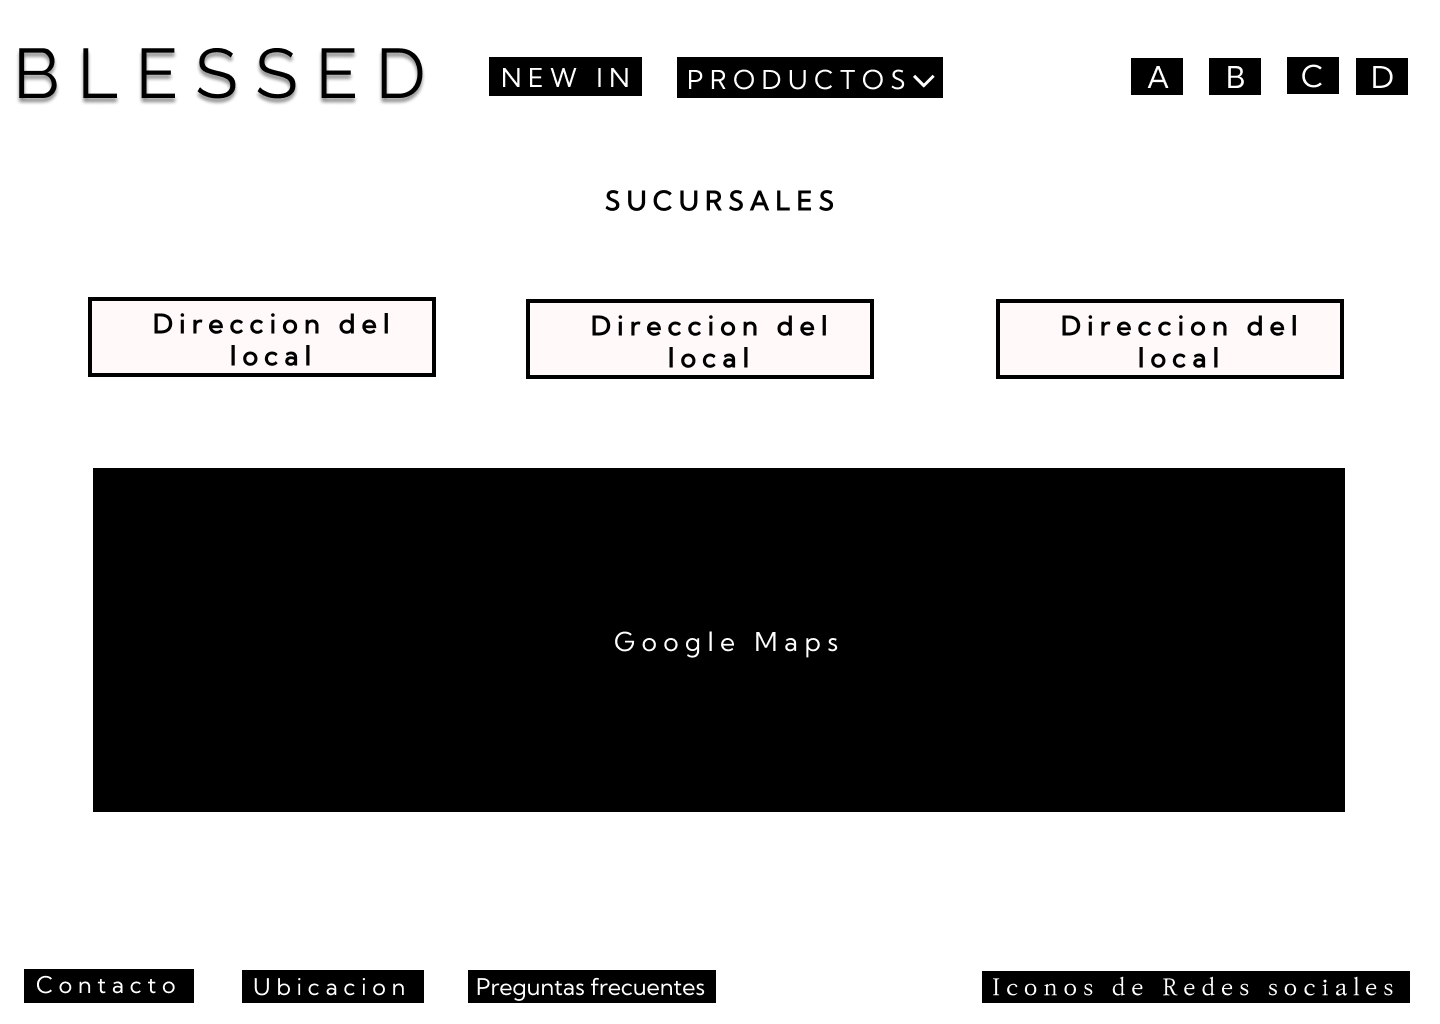 BLESSED
NEW IN
PRODUCTOS
A
B
C
D
SUCURSALES
Direccion del
local
Direccion del
local
Direccion del
local
Google Maps
Contacto
Ubicacion
Preguntas frecuentes
Iconos de Redes sociales